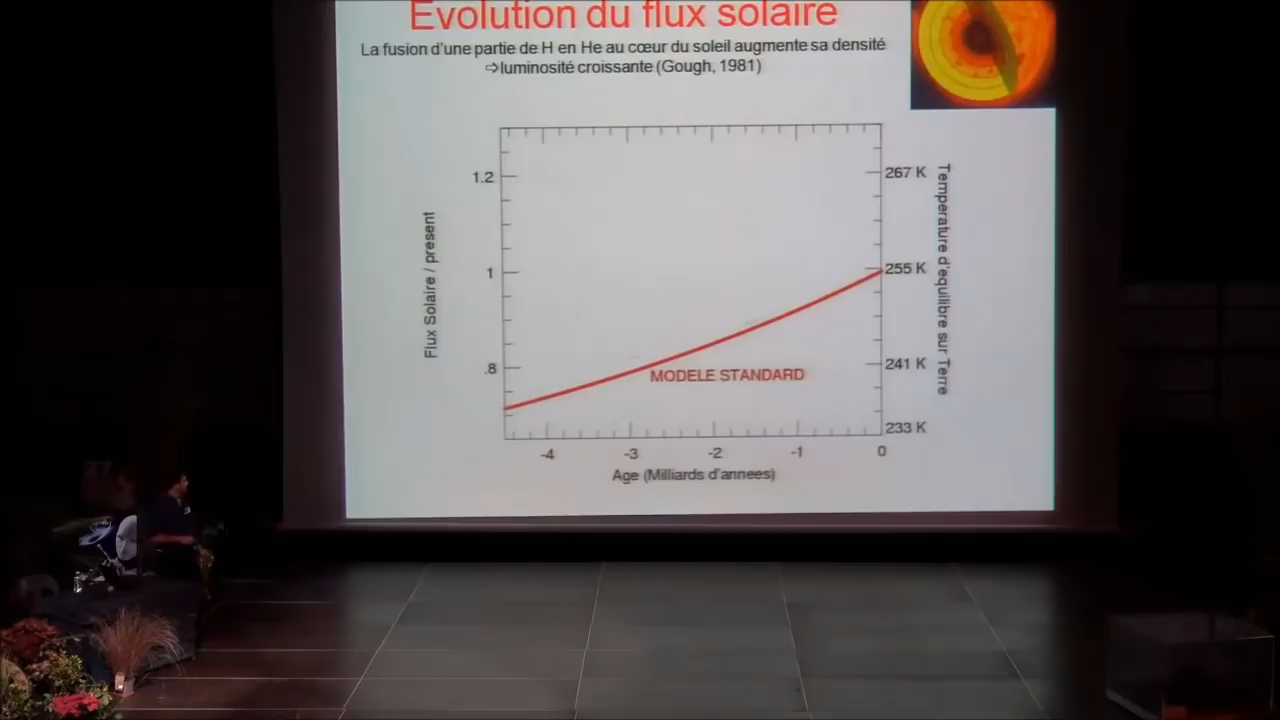 Evolution du flux solaire
La fusion d'une partie de H en He au cœur du soleil augmente sa densité
⇒luminosité croissante (Gough, 1981)
1.2
1
.8
Flux Solaire / present
267 K
255 K
241 K
233 K
Temperature d'equilibre sur Terre
MODELE STANDARD
-4
-3
-2
-1
0
Age (Milliards d'annees)